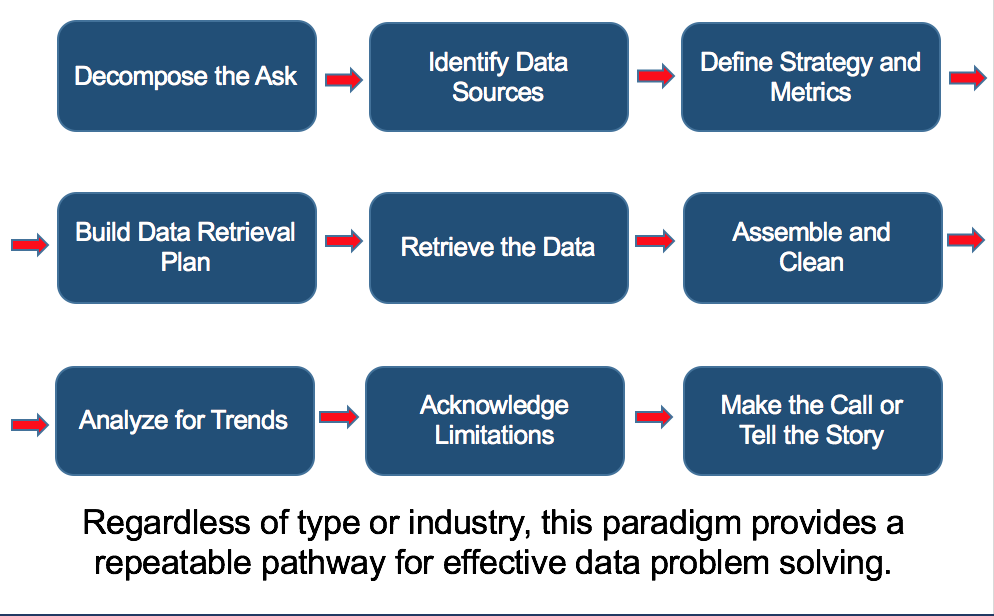 Decompose the Ask
Identify Data
Sources
Define Strategy and
Metrics
Build Data Retrieval
Plan
Retrieve the Data
Assemble and
Clean
Analyze for Trends
Acknowledge
Limitations
Make the Call or
Tell the Story
Regardless of type or industry, this paradigm provides a
repeatable pathway for effective data problem solving.